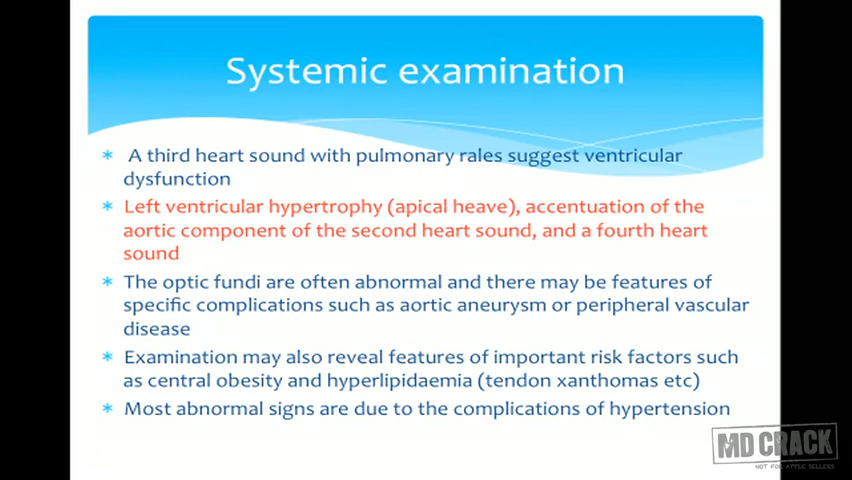 Systemic examination
* A third heart sound with pulmonary rales suggest ventricular
dysfunction
* Left ventricular hypertrophy (apical heave), accentuation of the
aortic component of the second heart sound, and a fourth heart
sound
* The optic fundi are often abnormal and there may be features of
specific complications such as aortic aneurysm or peripheral vascular
disease
* Examination may also reveal features of important risk factors such
as central obesity and hyperlipidaemia (tendon xanthomas etc)
* Most abnormal signs are due to the complications of hypertension
MD CRACK
NOT FOR APPLE SELLERS